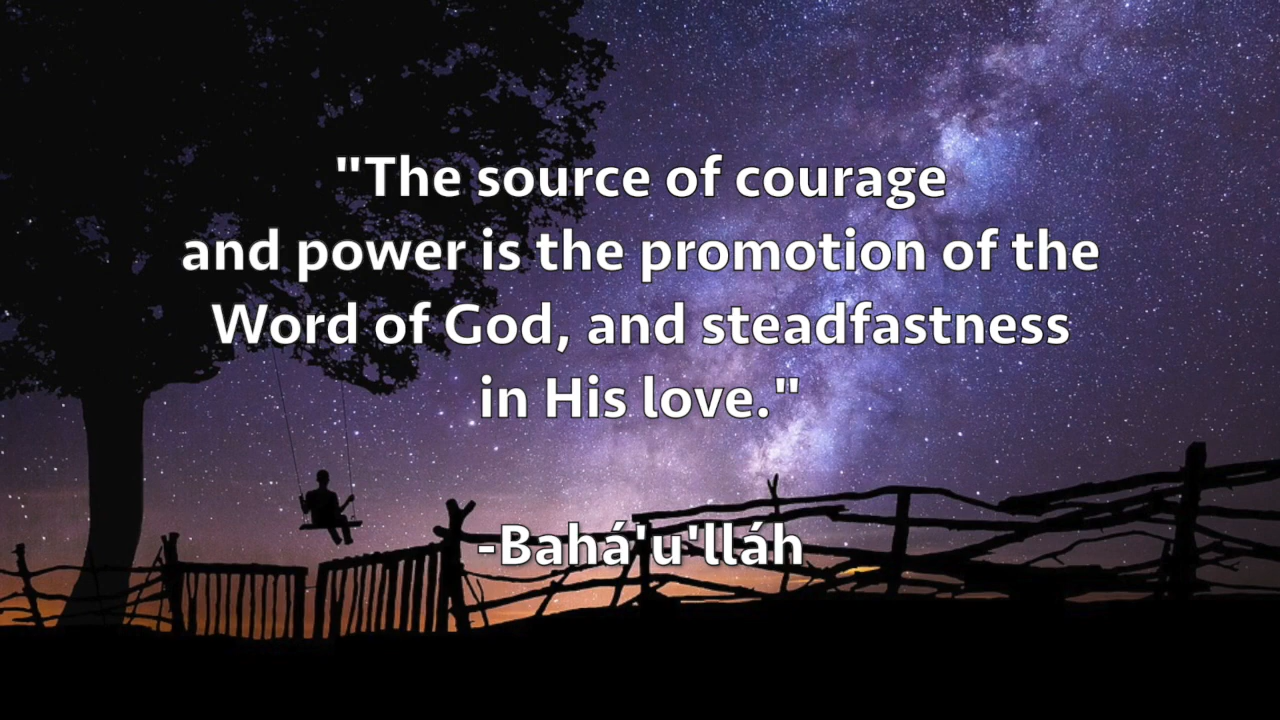 "The source of courage
and power is the promotion of the
Word of God, and steadfastness
in His love."
-Bahá'u'lláh